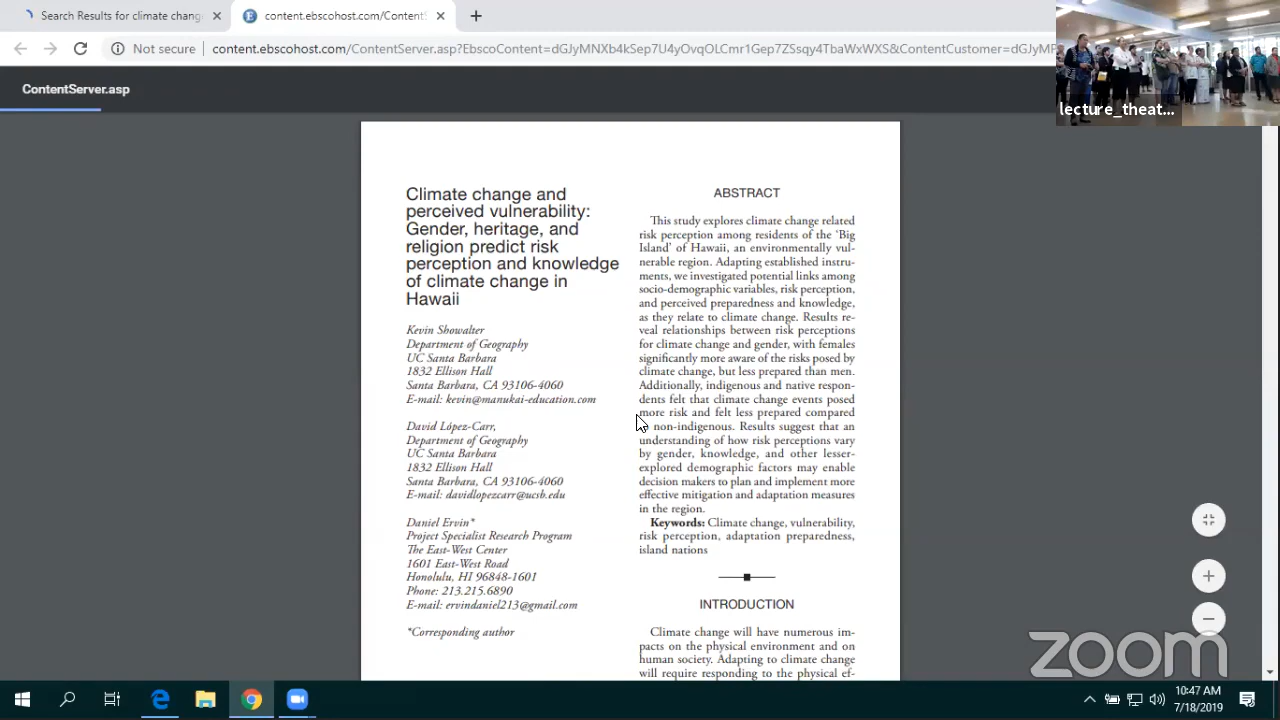 Search Results for climate chang
content.ebscohost.com/Content
Not secure
content.ebscohost.com/ContentServer.asp?EbscoContent=dGJyMNXb4kSep7U4yOvqOLCmr1Gep7ZSsqy4TbaWxWXS&ContentCustomer=dGJyMP
lecture_theat...
ContentServer.asp
Climate change and
perceived vulnerability:
Gender, heritage, and
religion predict risk
perception and knowledge
of climate change in
Hawaii
Kevin Showalter
Department of Geography
UC Santa Barbara
1832 Ellison Hall
Santa Barbara, CA 93106-4060
E-mail: kevin@manukai-education.com
David López-Carr,
Department of Geography
UC Santa Barbara
1832 Ellison Hall
Santa Barbara, CA 93106-4060
E-mail: davidlopezcarr@ucsb.edu
Daniel Ervin*
Project Specialist Research Program
The East-West Center
1601 East-West Road
Honolulu, HI 96848-1601
Phone: 213.215.6890
E-mail: ervindaniel213@gmail.com
*Corresponding author
ABSTRACT
This study explores climate change related
risk perception among residents of the 'Big
Island' of Hawaii, an environmentally vul-
nerable region. Adapting established instru-
ments, we investigated potential links among
socio-demographic variables, risk perception,
and perceived preparedness and knowledge,
as they relate to climate change. Results re-
veal relationships between risk perceptions
for climate change and gender, with females
significantly more aware of the risks posed by
climate change, but less prepared than men.
Additionally, indigenous and native respon-
dents felt that climate change events posed
more risk and felt less prepared compared
non-indigenous. Results suggest that an
understanding of how risk perceptions vary
by gender, knowledge, and other lesser-
explored demographic factors may enable
decision makers to plan and implement more
effective mitigation and adaptation measures
in the region.
Keywords: Climate change, vulnerability,
risk perception, adaptation preparedness,
island nations
INTRODUCTION
Climate change will have numerous im-
pacts on the physical environment and on
human society. Adapting to climate change
will require responding to the physical ef-
zoom
10:47 AM
7/18/2019